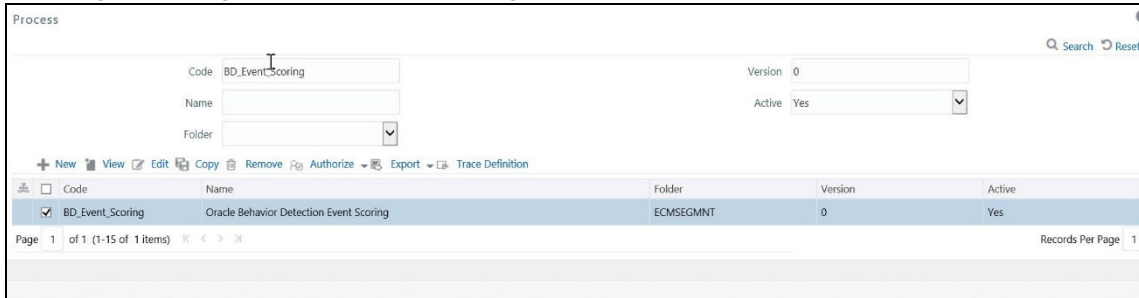 Process
Search Reset
Code BD_Event_Scoring Version 0
Name Active Yes
Folder
New View Edit Copy Remove Authorize Export Trace Definition
Code Name Folder Version Active
BD_Event_Scoring Oracle Behavior Detection Event Scoring ECMSEGMNT 0 Yes
Page 1 of 1 (1-15 of 1 items) Records Per Page 1